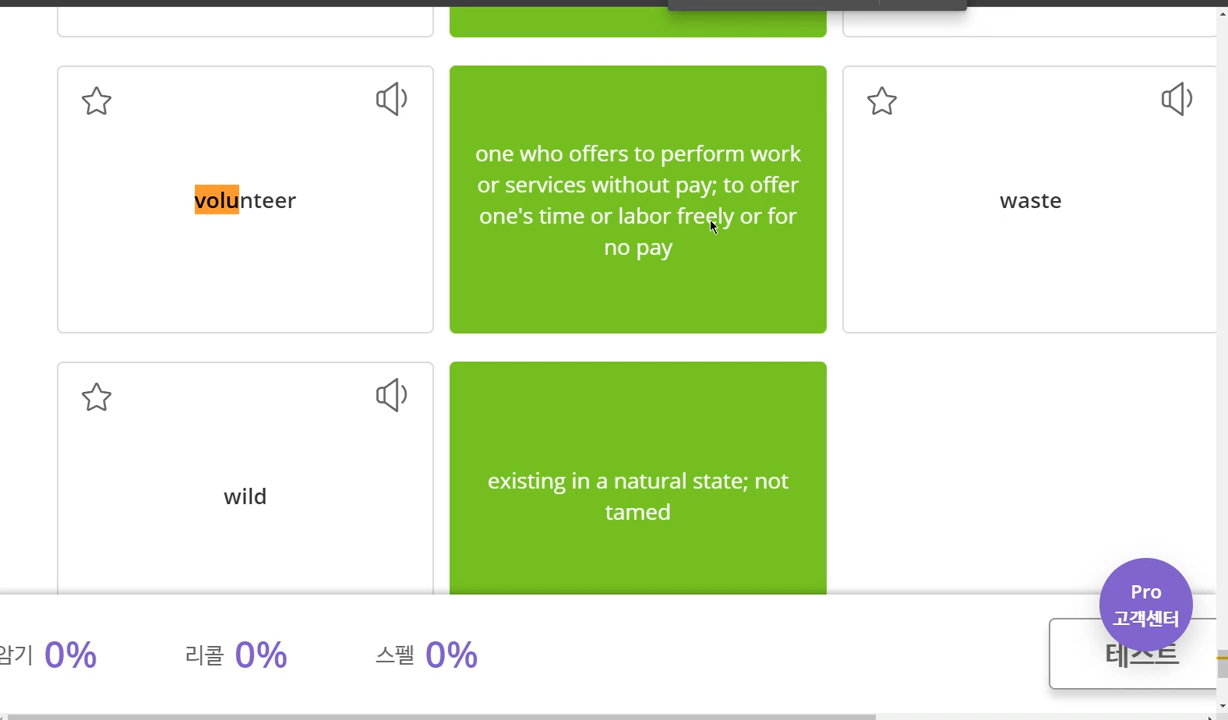 volunteer
one who offers to perform work
or services without pay; to offer
one's time or labor freely or for
no pay
waste
wild
existing in a natural state; not
tamed
Pro
고객센터
암기 0%
리콜 0%
스펠 0%
테스트